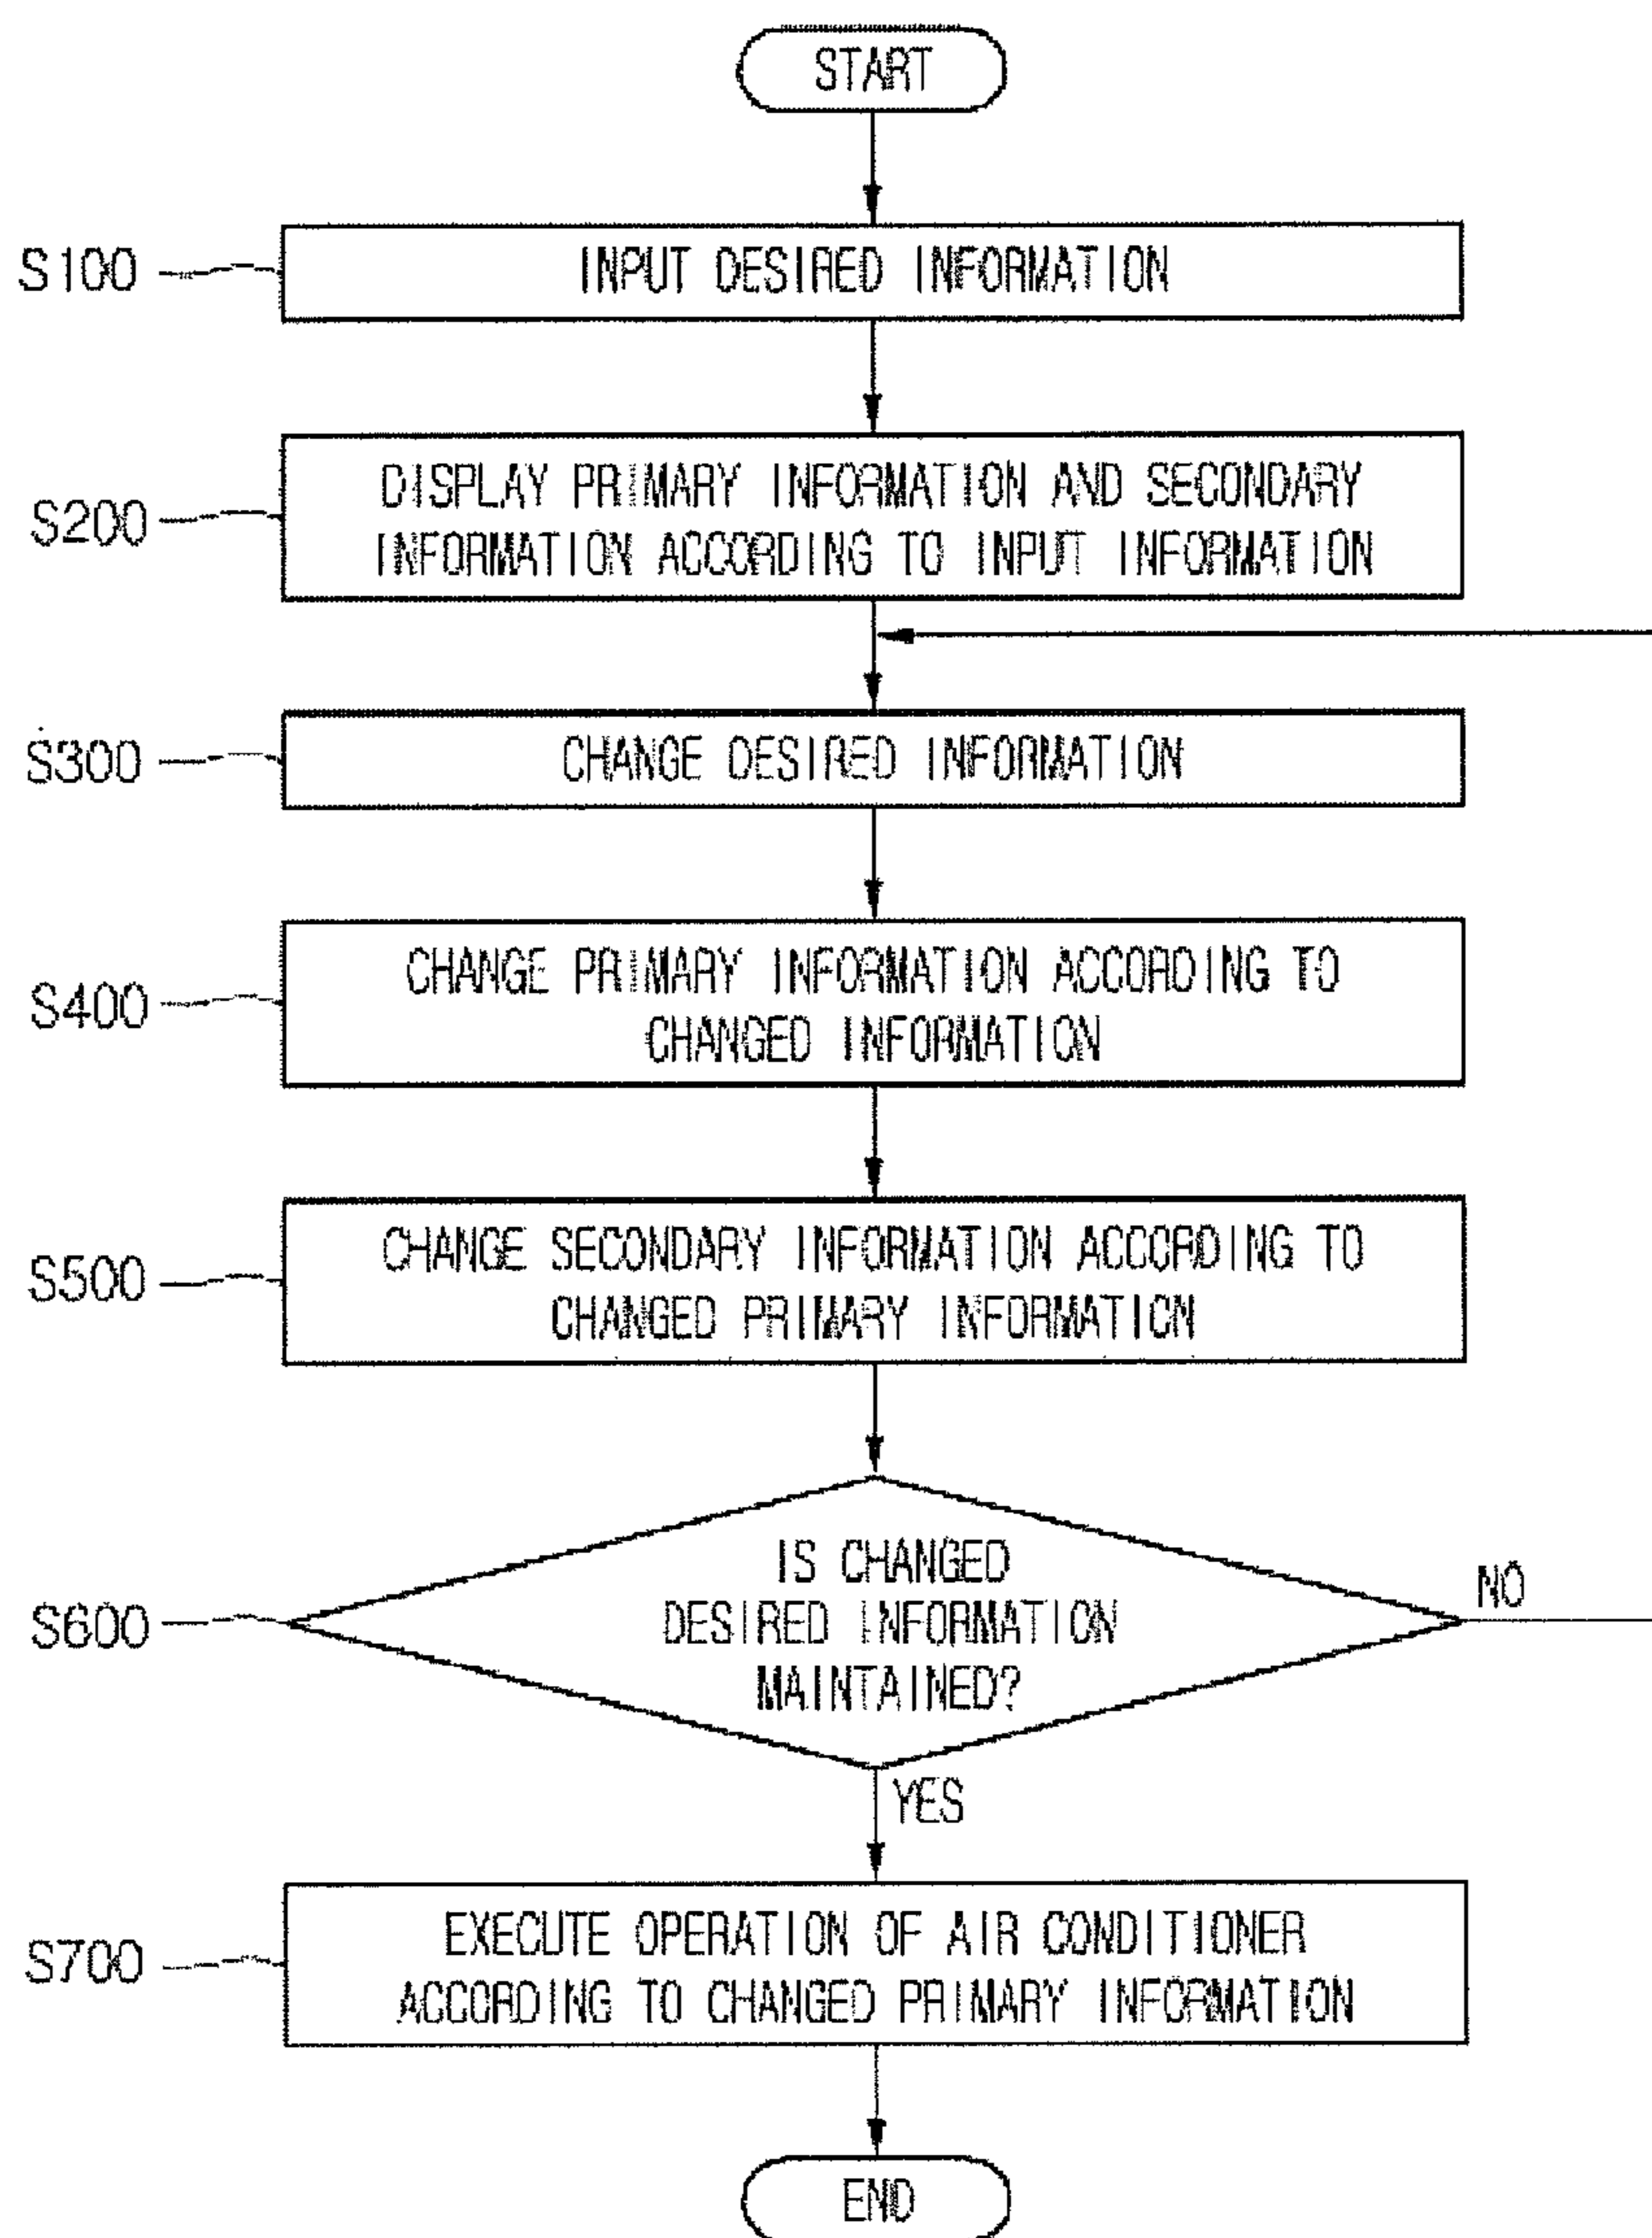 START
S100
INPUT DESIRED INFORMATION
S200
DISPLAY PRIMARY INFORMATION AND SECONDARY
INFORMATION ACCORDING TO INPUT INFORMATION
S300
CHANGE DESIRED INFORMATION
S400
CHANGE PRIMARY INFORMATION ACCORDING TO
CHANGED INFORMATION
S500
CHANGE SECONDARY INFORMATION ACCORDING TO
CHANGED PRIMARY INFORMATION
S600
IS CHANGED
DESIRED INFORMATION
MAINTAINED?
NO
YES
S700
EXECUTE OPERATION OF AIR CONDITIONER
ACCORDING TO CHANGED PRIMARY INFORMATION
END